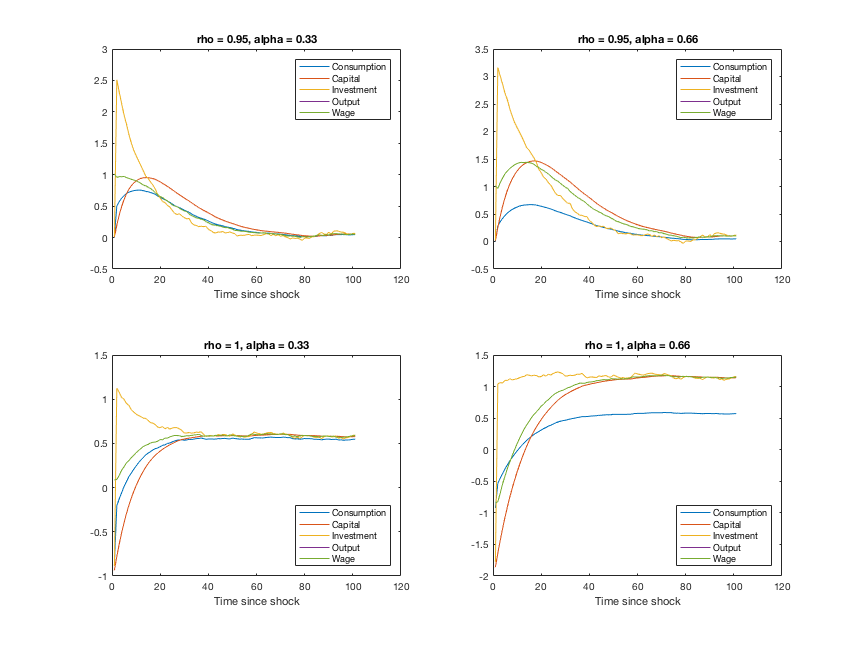 rho = 0.95, alpha = 0.33
3
2.5
2
1.5
1
0.5
0
-0.5
Consumption
Capital
Investment
Output
Wage
0 20 40 60 80 100 120
Time since shock
rho = 0.95, alpha = 0.66
3.5
3
2.5
2
1.5
1
0.5
0
-0.5
Consumption
Capital
Investment
Output
Wage
0 20 40 60 80 100 120
Time since shock
rho = 1, alpha = 0.33
1.5
1
0.5
0
-0.5
-1
Consumption
Capital
Investment
Output
Wage
0 20 40 60 80 100 120
Time since shock
rho = 1, alpha = 0.66
1.5
1
0.5
0
-0.5
-1
-1.5
-2
Consumption
Capital
Investment
Output
Wage
0 20 40 60 80 100 120
Time since shock